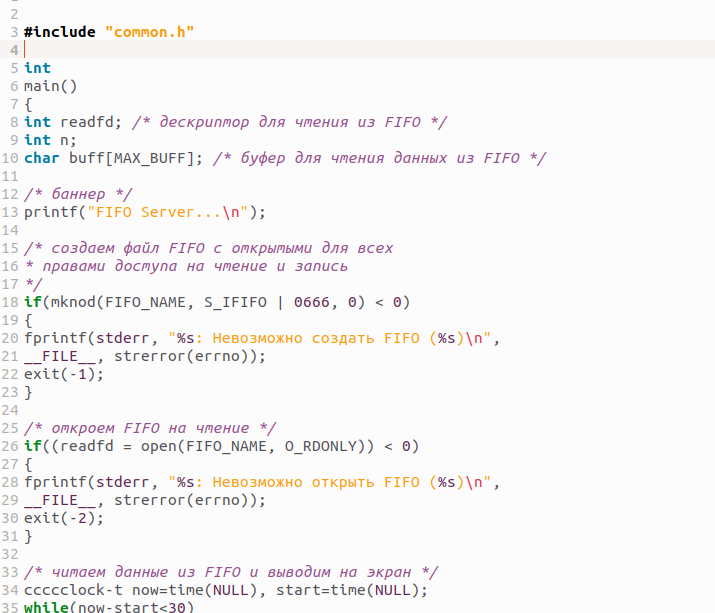 2
3 #include "common.h"
4
5 int
6 main()
7 {
8 int readfd; /* дескриптор для чтения из FIFO */
9 int n;
10 char buff[MAX_BUFF]; /* буфер для чтения данных из FIFO */
11
12 /* баннер */
13 printf("FIFO Server...\n");
14
15 /* создаем файл FIFO с открытыми для всех
16 * правами доступа на чтение и запись
17 */
18 if(mknod(FIFO_NAME, S_IFIFO | 0666, 0) < 0)
19 {
20 fprintf(stderr, "%s: Невозможно создать FIFO (%s)\n",
21 __FILE__, strerror(errno));
22 exit(-1);
23 }
24
25 /* откроем FIFO на чтение */
26 if((readfd = open(FIFO_NAME, O_RDONLY)) < 0)
27 {
28 fprintf(stderr, "%s: Невозможно открыть FIFO (%s)\n",
29 __FILE__, strerror(errno));
30 exit(-2);
31 }
32
33 /* читаем данные из FIFO и выводим на экран */
34 ccccclock-t now=time(NULL), start=time(NULL);
35 while(now-start<30)